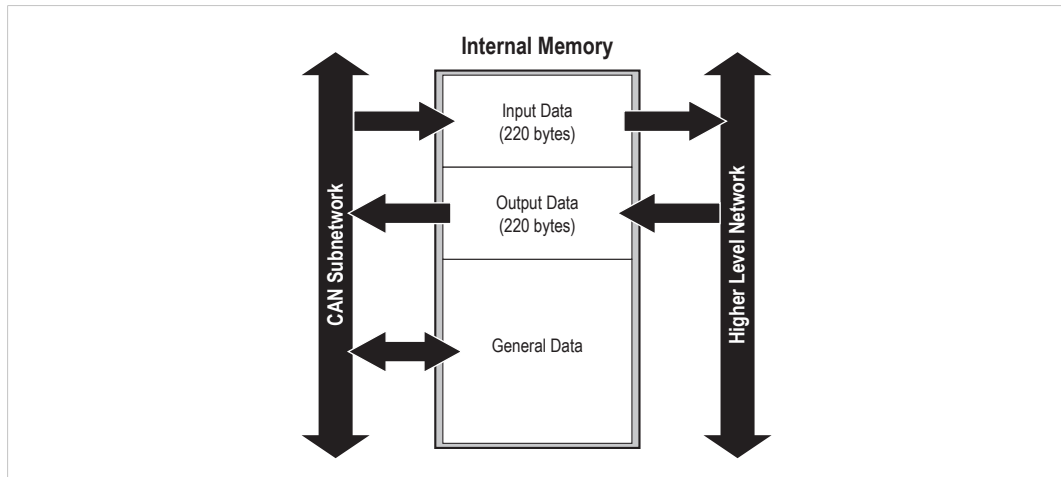 Internal Memory
Input Data
(220 bytes)
Output Data
(220 bytes)
General Data
CAN Subnetwork
Higher Level Network